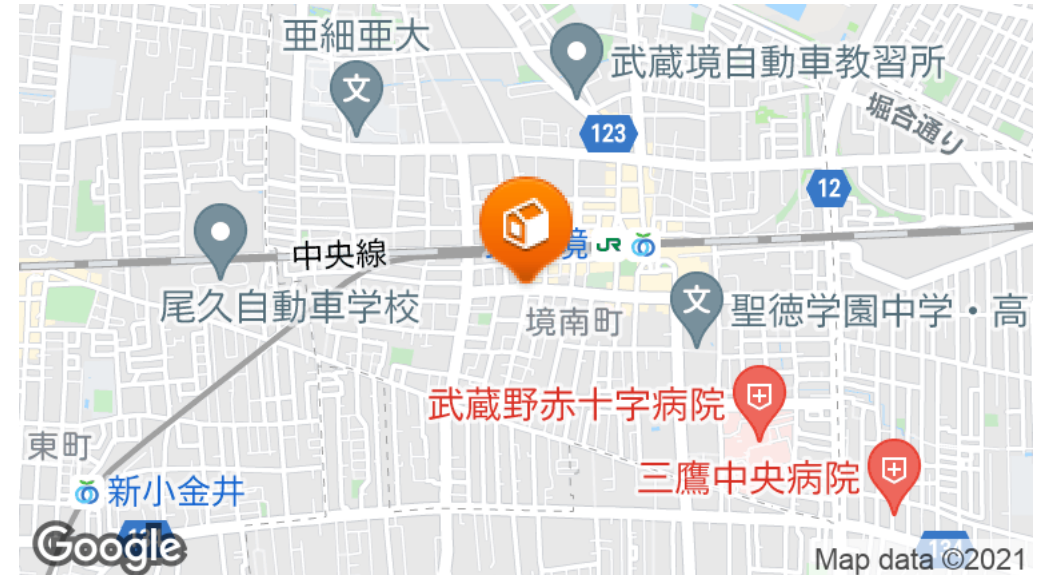 亜細亜大
武蔵境自動車教習所
堀合通り
123
12
境 JR
中央線
尾久自動車学校
境南町
聖徳学園中学・高
武蔵野赤十字病院
東町
三鷹中央病院
新小金井
Google
Map data ©2021